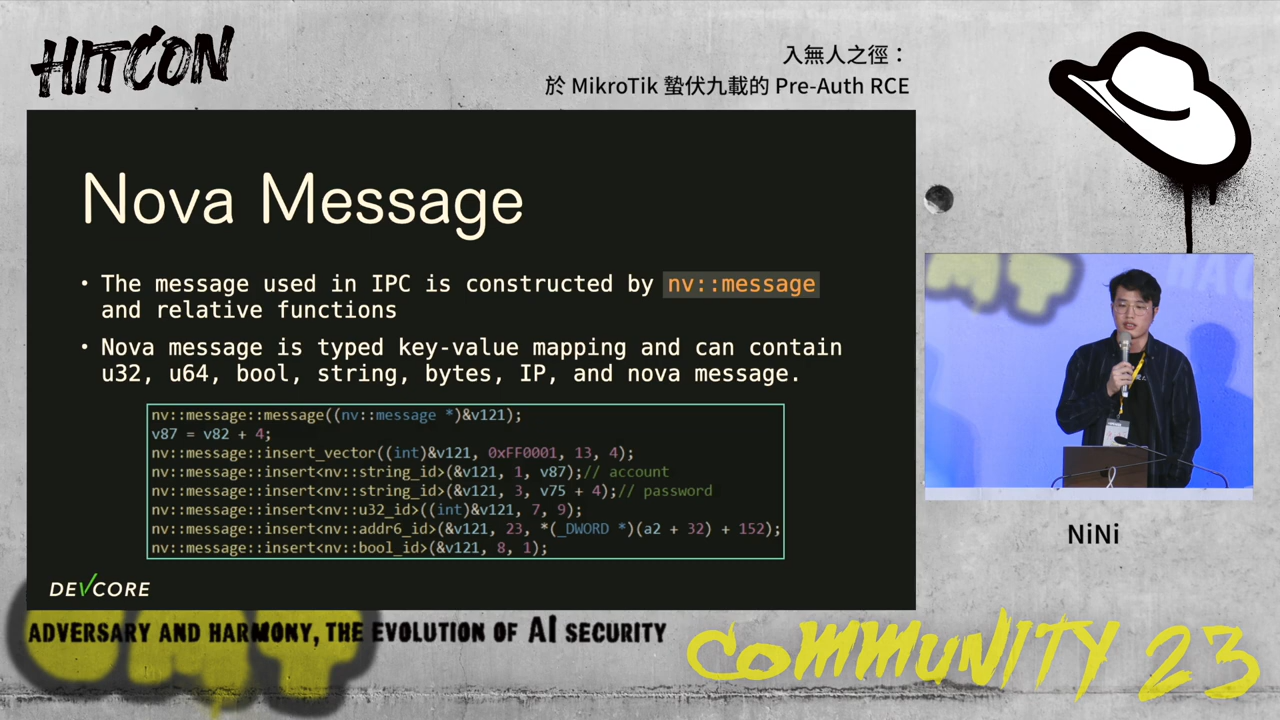 HITCON
入無人之徑：
於 MikroTik 蟄伏九載的 Pre-Auth RCE
Nova Message
• The message used in IPC is constructed by nv::message
and relative functions
• Nova message is typed key-value mapping and can contain
u32, u64, bool, string, bytes, IP, and nova message.
nv::message::message((nv::message *)&v121);
v87 = v82 + 4;
nv::message::insert_vector((int)&v121, 0xFF0001, 13, 4);
nv::message::insert<nv::string_id>(&v121, 1, v87);// account
nv::message::insert<nv::string_id>(&v121, 3, v75 + 4);// password
nv::message::insert<nv::u32_id>((int)&v121, 7, 9);
nv::message::insert<nv::addr6_id>(&v121, 23, *(_DWORD *)(a2 + 32) + 152);
nv::message::insert<nv::bool_id>(&v121, 8, 1);
DEVCORE
NiNi
ADVERSARY AND HARMONY, THE EVOLUTION OF AI SECURITY
COMMUNITY 23